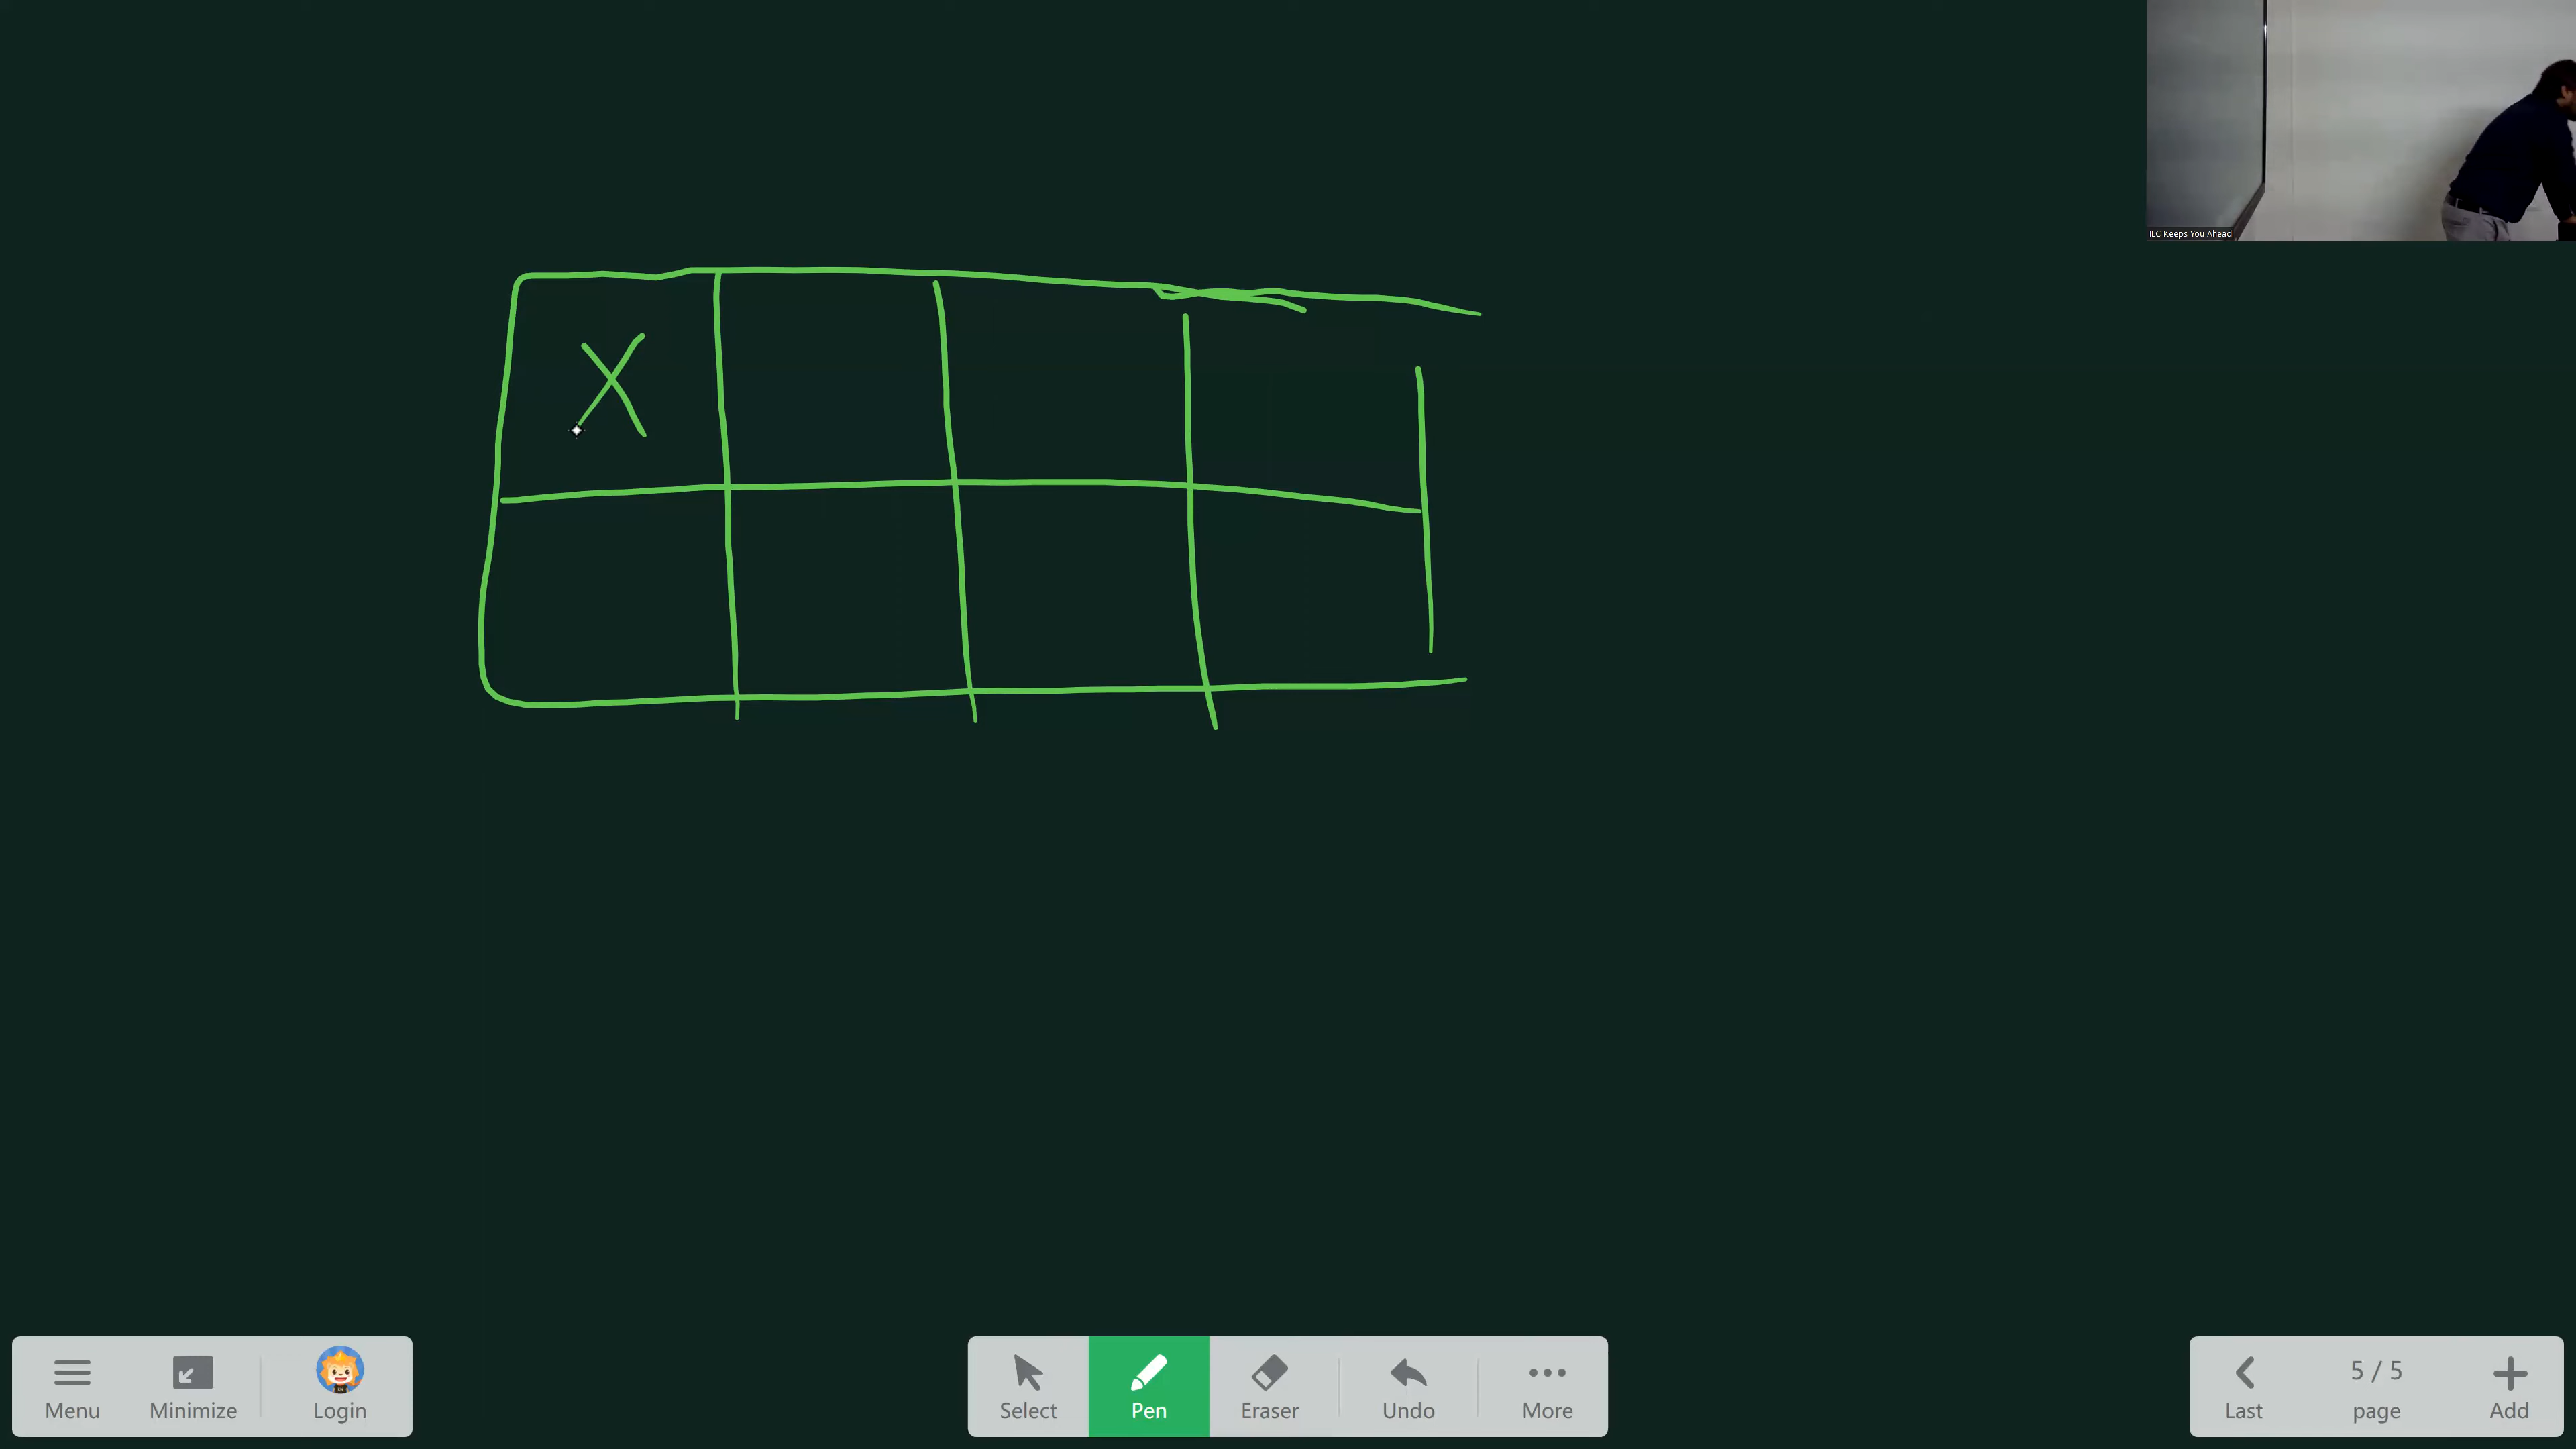 ILC Keeps You Ahead
X
Menu
Minimize
Login
Select
Pen
Eraser
Undo
More
Last
5 / 5
page
Add